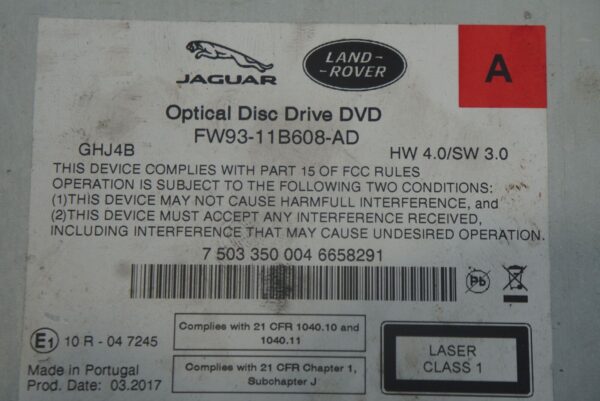 JAGUAR
LAND-
-ROVER
A
Optical Disc Drive DVD
FW93-11B608-AD
GHJ4B
HW 4.0/SW 3.0
THIS DEVICE COMPLIES WITH PART 15 OF FCC RULES
OPERATION IS SUBJECT TO THE FOLLOWING TWO CONDITIONS:
(1)THIS DEVICE MAY NOT CAUSE HARMFULL INTERFERENCE, and
(2)THIS DEVICE MUST ACCEPT ANY INTERFERENCE RECEIVED,
INCLUDING INTERFERENCE THAT MAY CAUSE UNDESIRED OPERATION.
7 503 350 004 6658291
Pb
E1 10 R - 04 7245
Made in Portugal
Prod. Date: 03.2017
Complies with 21 CFR 1040.10 and
1040.11
Complies with 21 CFR Chapter 1,
Subchapter J
LASER
CLASS 1